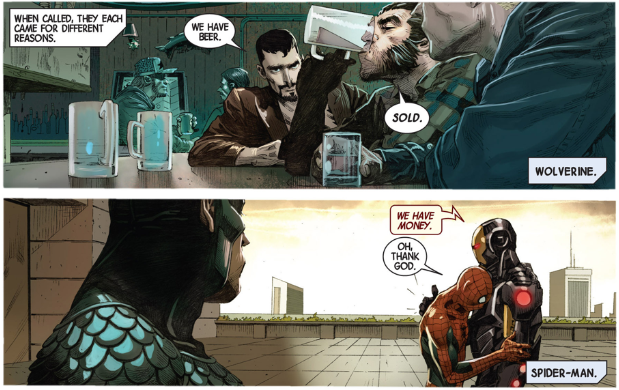 WHEN CALLED, THEY EACH
CAME FOR DIFFERENT
REASONS.
WE HAVE
BEER.
SOLD.
WOLVERINE.
WE HAVE
MONEY.
OH,
THANK
GOD.
SPIDER-MAN.